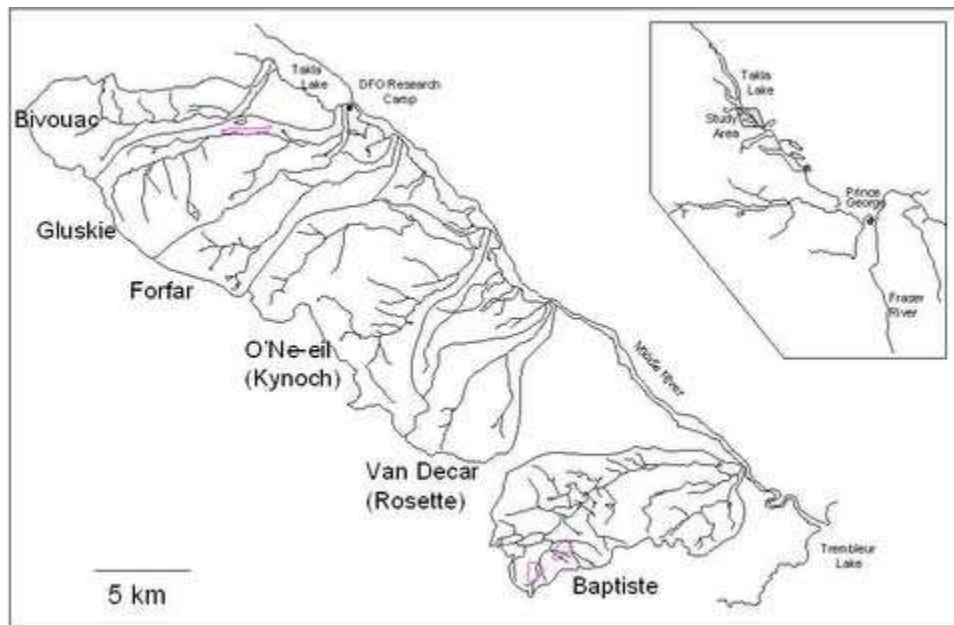 Takla
Lake
DFO Research
Camp
Bivouac
Gluskie
Forfar
O'Ne-eil
(Kynoch)
Van Decar
(Rosette)
Baptiste
Middle River
Trembleur
Lake
5 km
Takla
Lake
Study
Area
Prince
George
Fraser
River